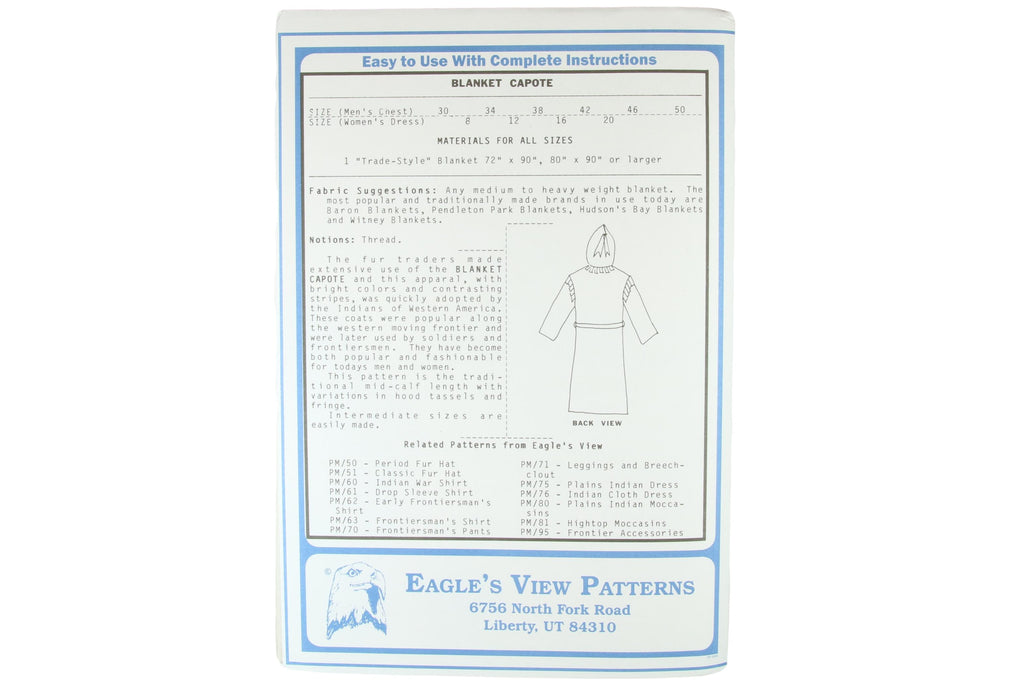 Easy to Use With Complete Instructions
BLANKET CAPOTE
SIZE (Men's Chest) 30 34 38 42 46 50
SIZE (Women's Dress) 8 12 16 20
MATERIALS FOR ALL SIZES
1 "Trade-Style" Blanket 72" x 90", 80" x 90" or larger
Fabric Suggestions: Any medium to heavy weight blanket. The
most popular and traditionally made brands in use today are
Baron Blankets, Pendleton Park Blankets, Hudson's Bay Blankets
and Witney Blankets.
Notions: Thread.
The fur traders made
extensive use of the BLANKET
CAPOTE and this apparal, with
bright colors and contrasting
stripes, was quickly adopted by
the Indians of Western America.
These coats were popular along
the western moving frontier and
were later used by soldiers and
frontiersmen. They have become
both popular and fashionable
for todays men and women.
This pattern is the tradi-
tional mid-calf length with
variations in hood tassels and
fringe.
Intermediate sizes are
easily made.
BACK VIEW
Related Patterns from Eagle's View
PM/50 - Period Fur Hat
PM/51 - Classic Fur Hat
PM/60 - Indian War Shirt
PM/61 - Drop Sleeve Shirt
PM/62 - Early Frontiersman's
Shirt
PM/63 - Frontiersman's Shirt
PM/70 - Frontiersman's Pants
PM/71 - Leggings and Breech-
clout
PM/75 - Plains Indian Dress
PM/76 - Indian Cloth Dress
PM/80 - Plains Indian Mocca-
sins
PM/81 - Hightop Moccasins
PM/95 - Frontier Accessories
©
EAGLE'S VIEW PATTERNS
6756 North Fork Road
Liberty, UT 84310